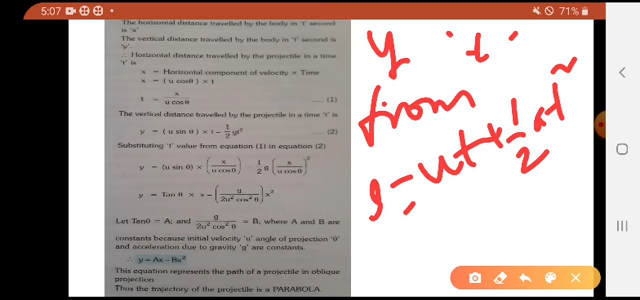 5:07
71%
The horizontal distance travelled by the body in 't' second
is 'x'
The vertical distance travelled by the body in 't' second is
'y'.
∴ Horizontal distance travelled by the projectile in a time
't' is
x = Horizontal component of velocity × Time
x = ( u cosθ ) × t
t = x / u cosθ ..... (1)
The vertical distance travelled by the projectile in a time 't' is
y = (u sinθ ) × t − 1/2 gt² ..... (2)
Substituting 't' value from equation (1) in equation (2)
y = (u sinθ) × (x / u cosθ) − 1/2 g (x / u cosθ)²
y = Tan θ × x − (g / 2u² cos² θ) x²
Let Tanθ = A; and g / 2u² cos² θ = B; where A and B are
constants because initial velocity 'u' angle of projection 'θ'
and acceleration due to gravity 'g' are constants.
∴ y = Ax − Bx²
This equation represents the path of a projectile in oblique
projection
Thus the trajectory of the projectile is a PARABOLA.
y 't'
from
s = ut + 1/2 at²